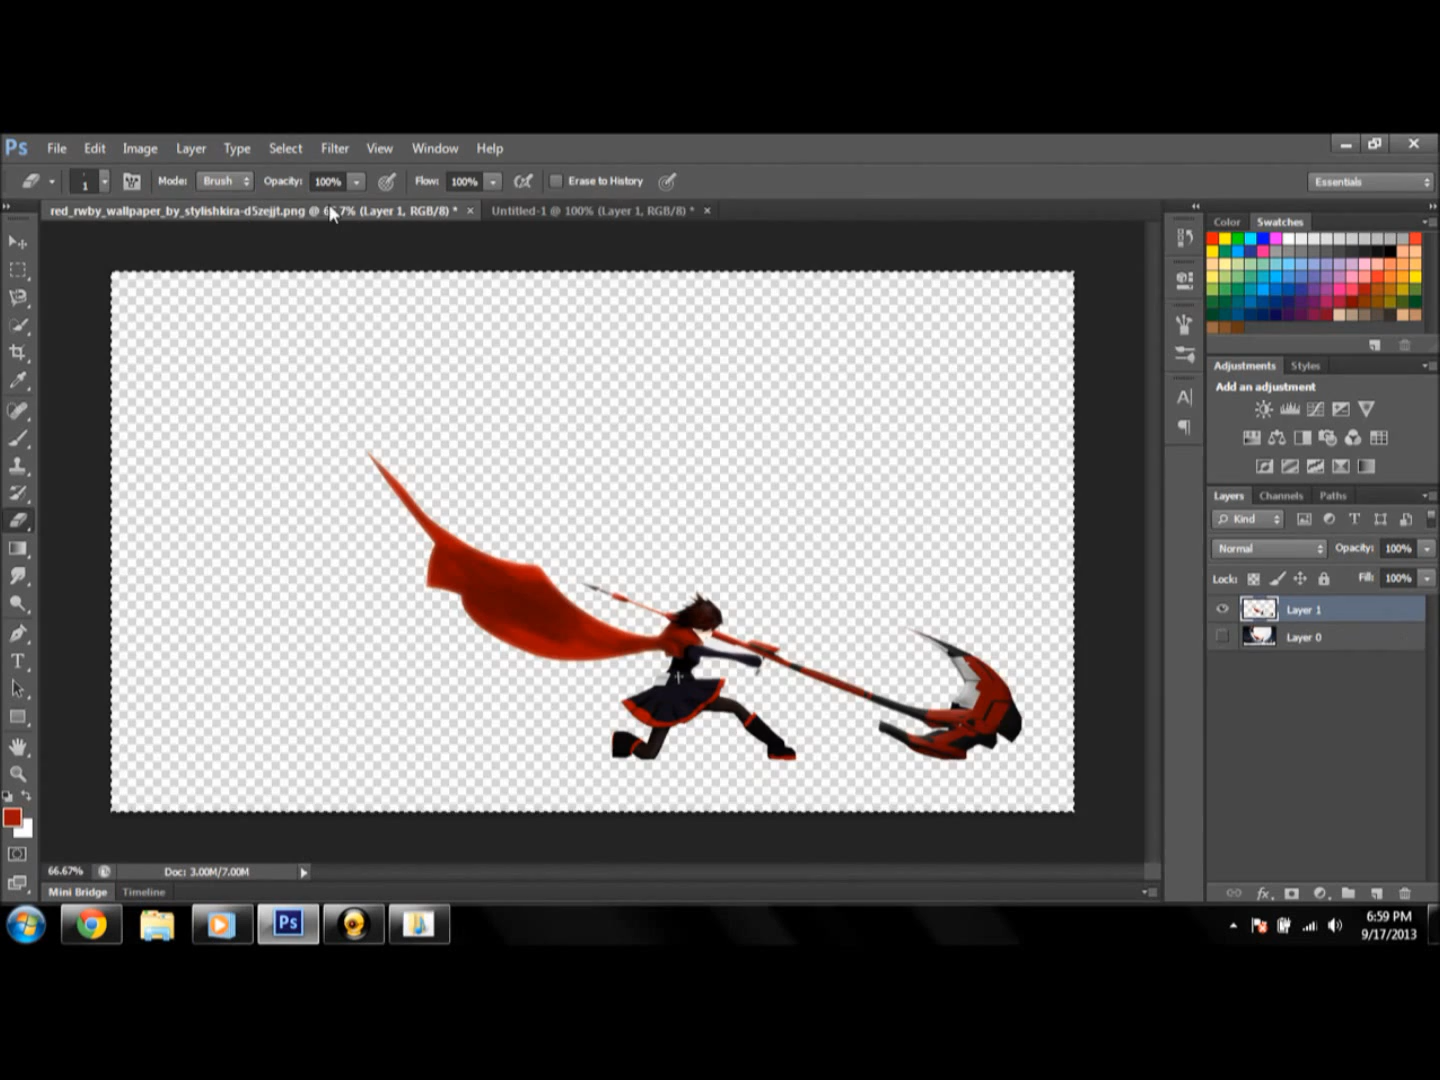 Ps File Edit Image Layer Type Select Filter View Window Help
1 Mode: Brush Opacity: 100% Flow: 100% Erase to History Essentials
red_rwby_wallpaper_by_stylishkira-d5zejjt.png @ 7% (Layer 1, RGB/8) * × Untitled-1 @ 100% (Layer 1, RGB/8) * ×
Color Swatches
Adjustments Styles
Add an adjustment
Layers Channels Paths
Kind
Normal Opacity: 100%
Lock: Fill: 100%
Layer 1
Layer 0
66.67% Doc: 3.00M/7.00M
Mini Bridge Timeline
Ps
6:59 PM
9/17/2013